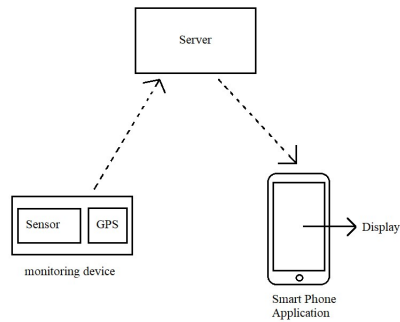 Server
Sensor
GPS
Display
monitoring device
Smart Phone
Application